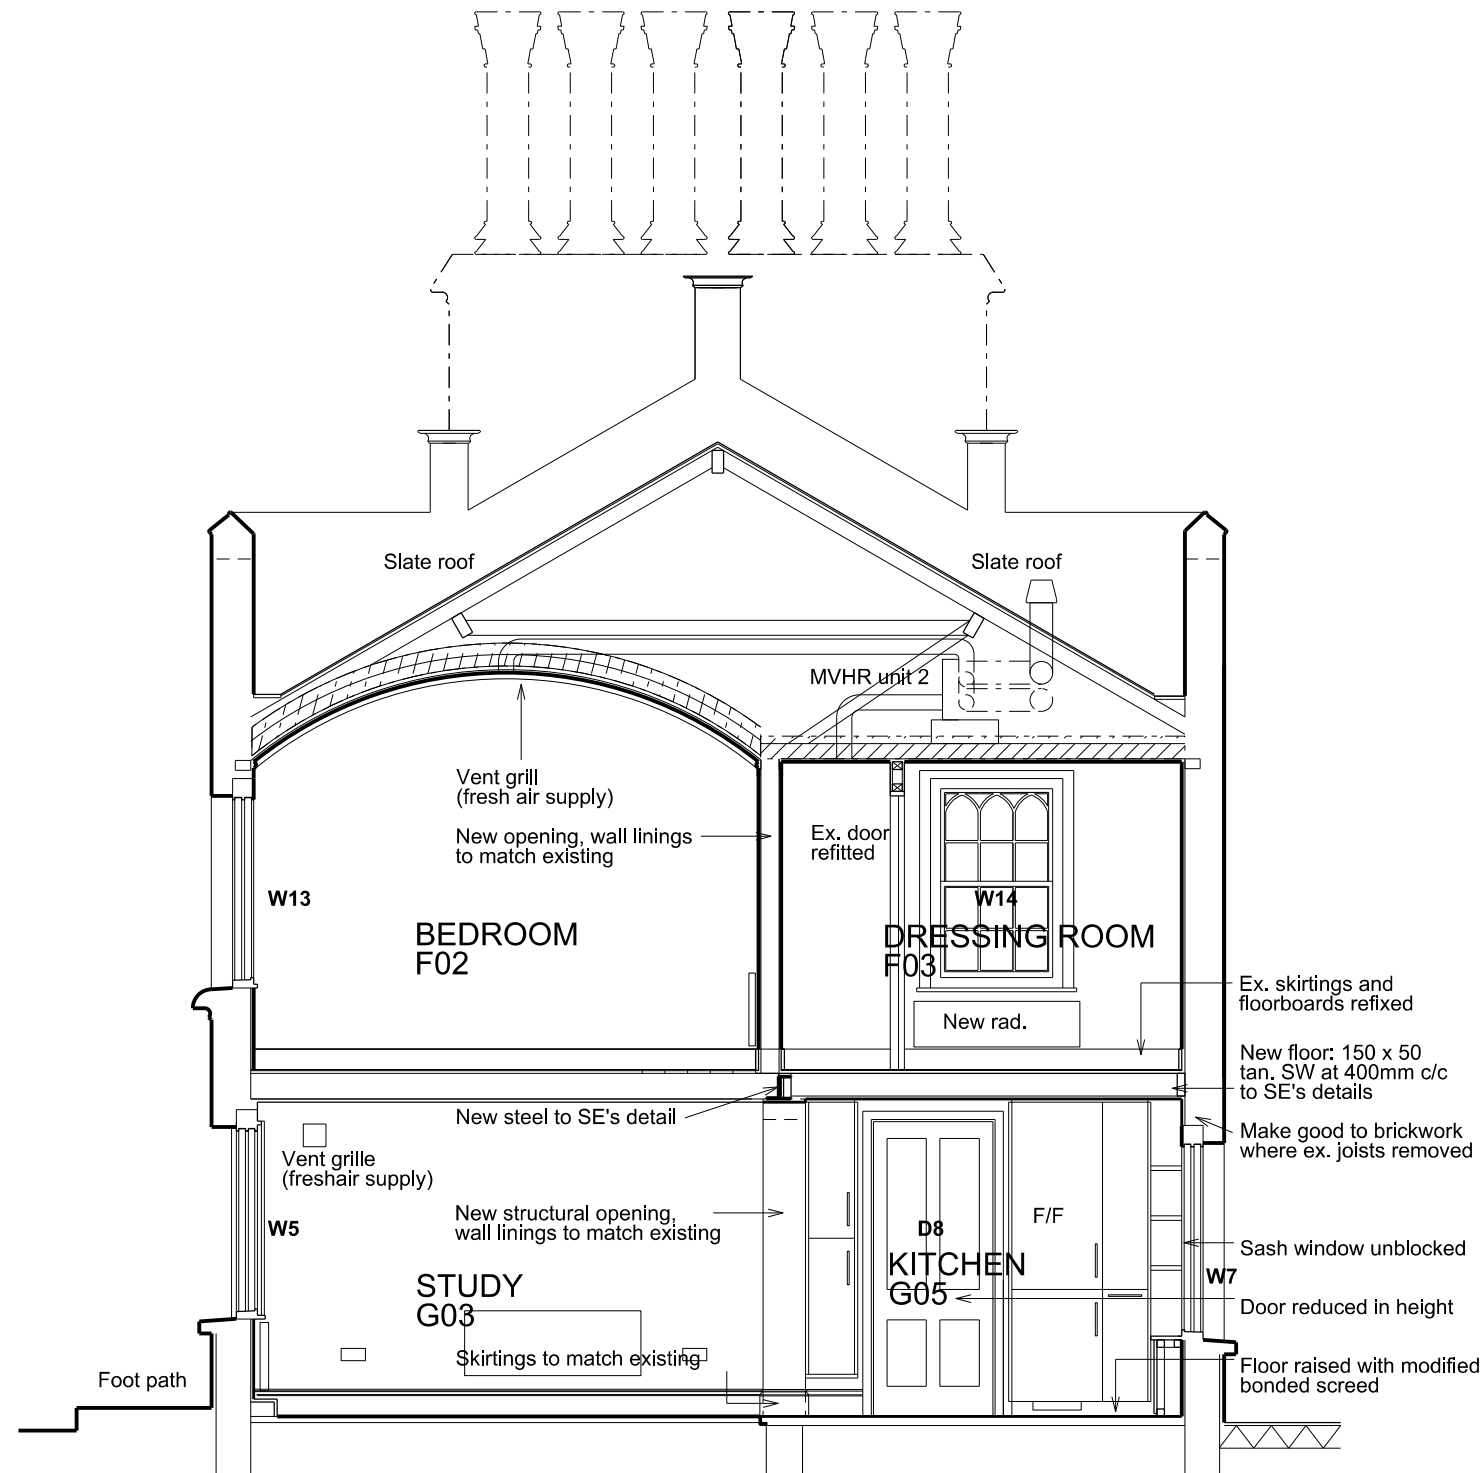 Slate roof
Slate roof
MVHR unit 2
Vent grill
(fresh air supply)
New opening, wall linings
to match existing
Ex. door
refitted
W13
W14
BEDROOM
F02
DRESSING ROOM
F03
New rad.
Ex. skirtings and
floorboards refixed
New floor: 150 x 50
tan. SW at 400mm c/c
to SE's details
New steel to SE's detail
Make good to brickwork
where ex. joists removed
Vent grille
(freshair supply)
New structural opening,
wall linings to match existing
W5
D8
F/F
Sash window unblocked
W7
KITCHEN
G05
STUDY
G03
Door reduced in height
Skirtings to match existing
Floor raised with modified
bonded screed
Foot path